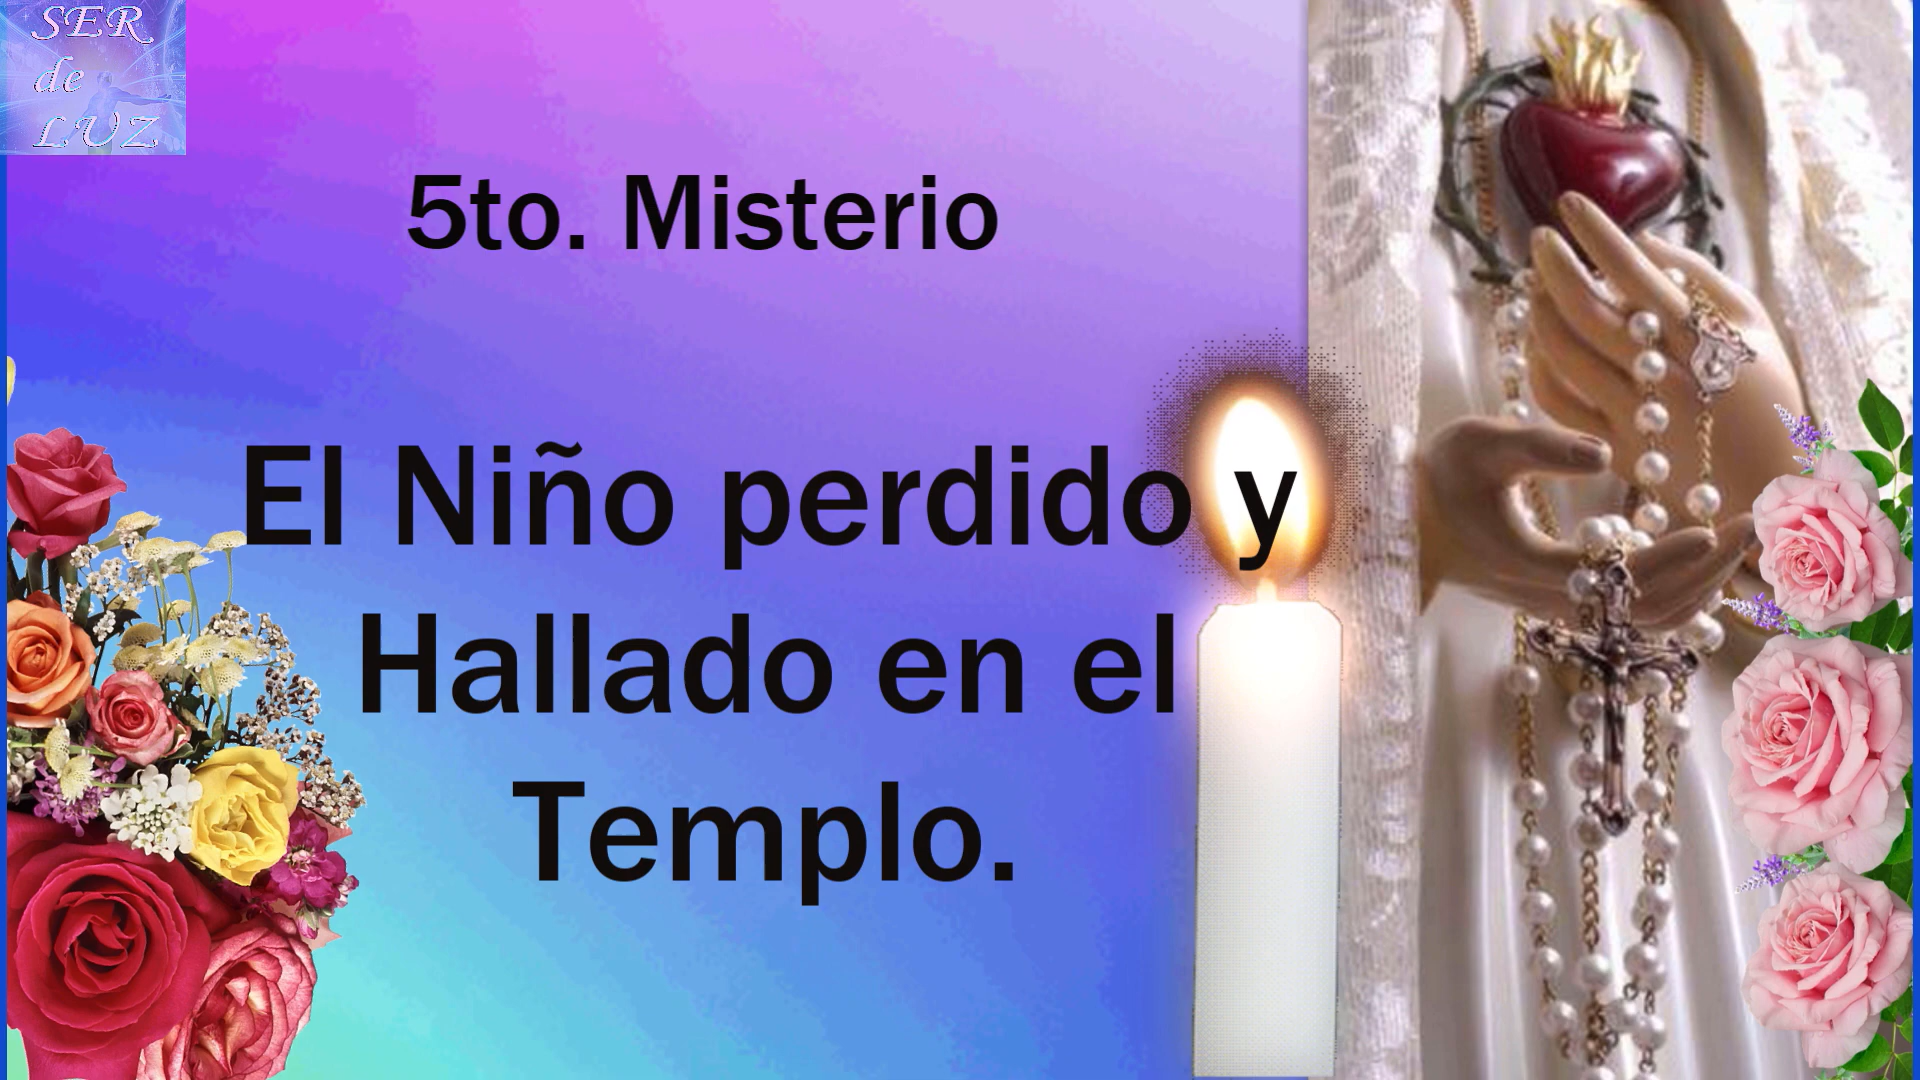 SER
de
LUZ
5to. Misterio
El Niño perdido y
Hallado en el
Templo.